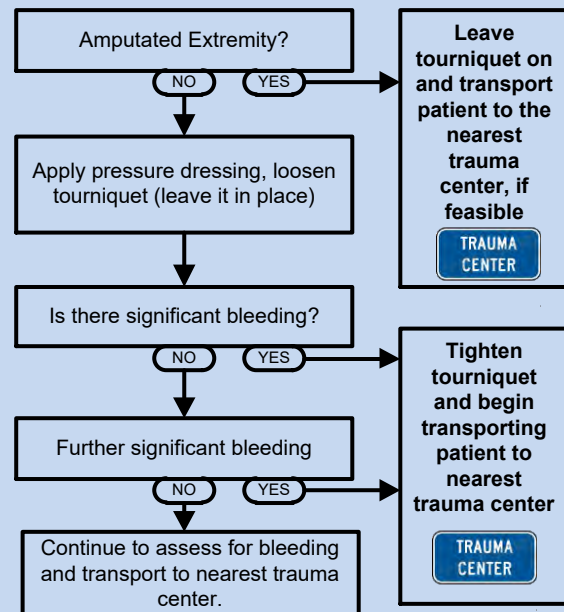 Amputated Extremity?
NO
YES
Leave
tourniquet on
and transport
patient to the
nearest
trauma
center, if
feasible
TRAUMA
CENTER
Apply pressure dressing, loosen
tourniquet (leave it in place)
Is there significant bleeding?
NO
YES
Tighten
tourniquet
and begin
transporting
patient to
nearest
trauma center
TRAUMA
CENTER
Further significant bleeding
NO
YES
Continue to assess for bleeding
and transport to nearest trauma
center.